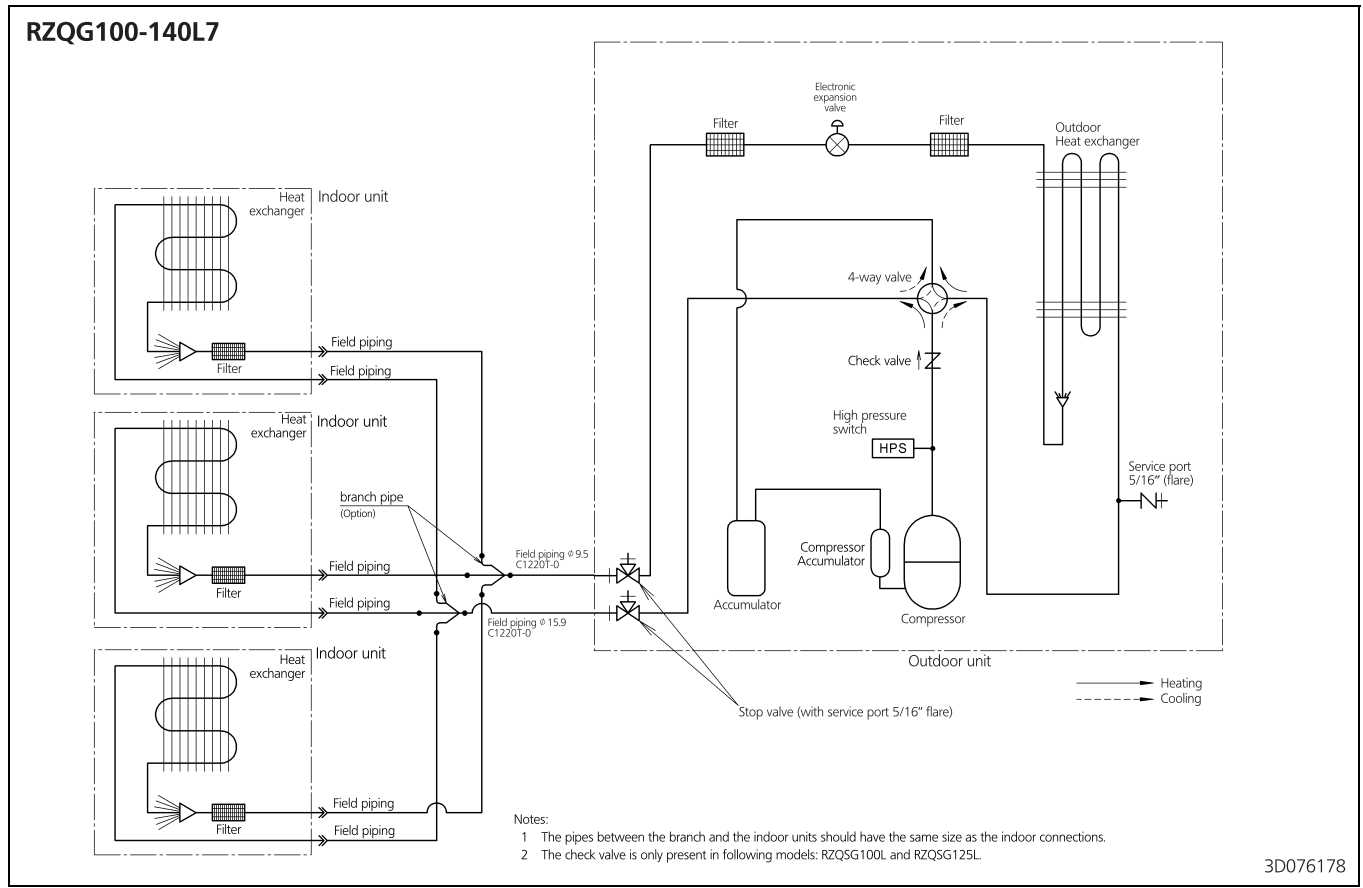 RZQG100-140L7
Electronic
expansion
valve
Filter
Filter
Outdoor
Heat exchanger
4-way valve
Check valve
High pressure
switch
HPS
Service port
5/16" (flare)
Compressor
Accumulator
Accumulator
Compressor
Outdoor unit
Heating
Cooling
Heat
exchanger
Indoor unit
Field piping
Filter
Field piping
Heat
exchanger
Indoor unit
branch pipe
(Option)
Field piping ø 9.5
C1220T-0
Field piping
Filter
Field piping
Field piping ø 15.9
C1220T-0
Heat
exchanger
Indoor unit
Stop valve (with service port 5/16" flare)
Field piping
Filter
Field piping
Notes:
1 The pipes between the branch and the indoor units should have the same size as the indoor connections.
2 The check valve is only present in following models: RZQSG100L and RZQSG125L.
3D076178